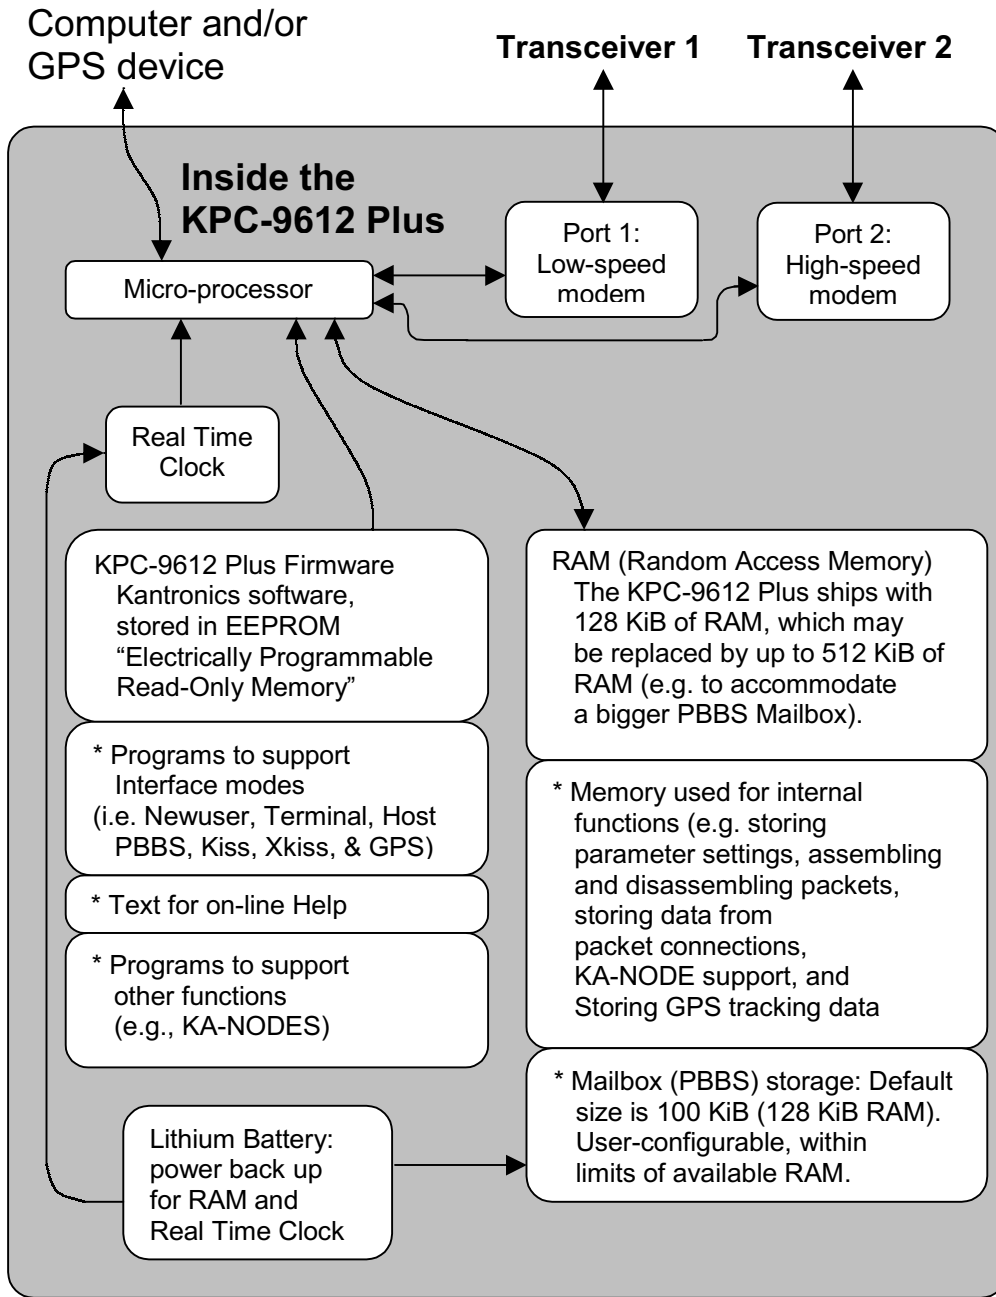 Computer and/or
GPS device
Transceiver 1
Transceiver 2
Inside the
KPC-9612 Plus
Port 1:
Low-speed
modem
Port 2:
High-speed
modem
Micro-processor
Real Time
Clock
KPC-9612 Plus Firmware
Kantronics software,
stored in EEPROM
“Electrically Programmable
Read-Only Memory”
* Programs to support
Interface modes
(i.e. Newuser, Terminal, Host
PBBS, Kiss, Xkiss, & GPS)
* Text for on-line Help
* Programs to support
other functions
(e.g., KA-NODES)
Lithium Battery:
power back up
for RAM and
Real Time Clock
RAM (Random Access Memory)
The KPC-9612 Plus ships with
128 KiB of RAM, which may
be replaced by up to 512 KiB of
RAM (e.g. to accommodate
a bigger PBBS Mailbox).
* Memory used for internal
functions (e.g. storing
parameter settings, assembling
and disassembling packets,
storing data from
packet connections,
KA-NODE support, and
Storing GPS tracking data
* Mailbox (PBBS) storage: Default
size is 100 KiB (128 KiB RAM).
User-configurable, within
limits of available RAM.